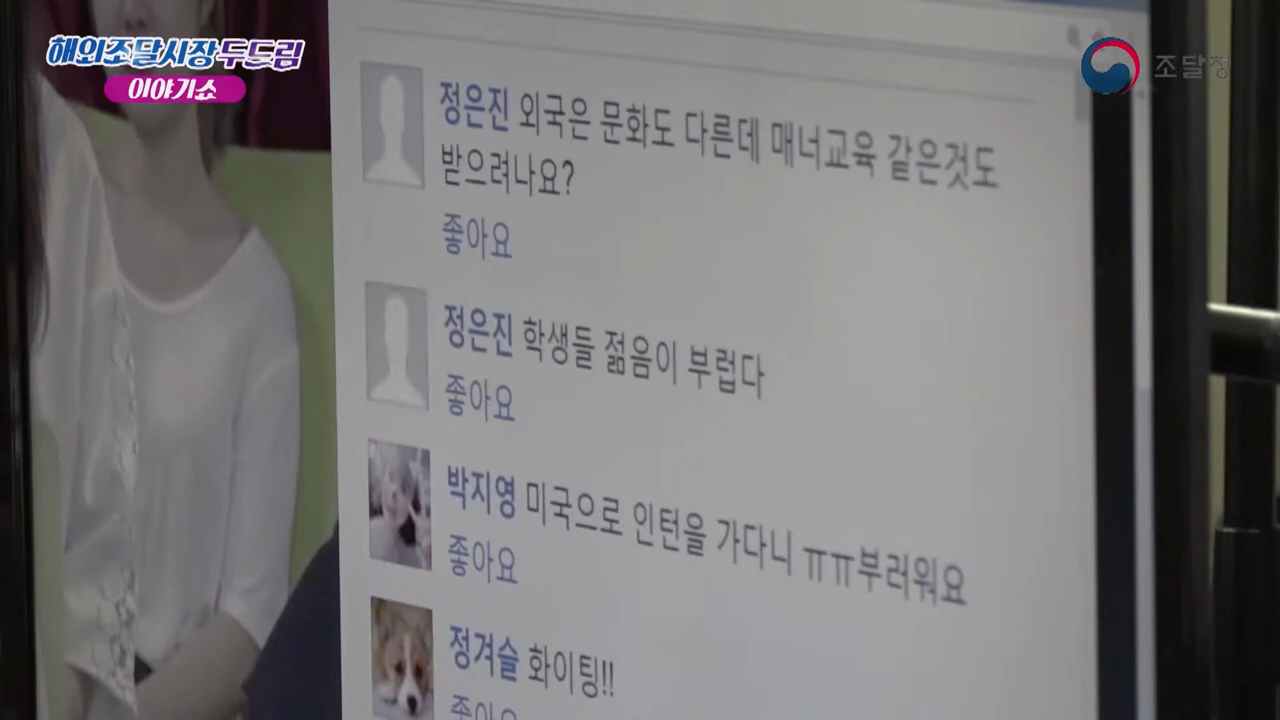 해외조달시장 두드림
이야기쇼
조달청
정은진 외국은 문화도 다른데 매너교육 같은것도
받으려나요?
좋아요
정은진 학생들 젊음이 부럽다
좋아요
박지영 미국으로 인턴을 가다니 ㅠㅠ부러워요
좋아요
정겨슬 화이팅!!
좋아요